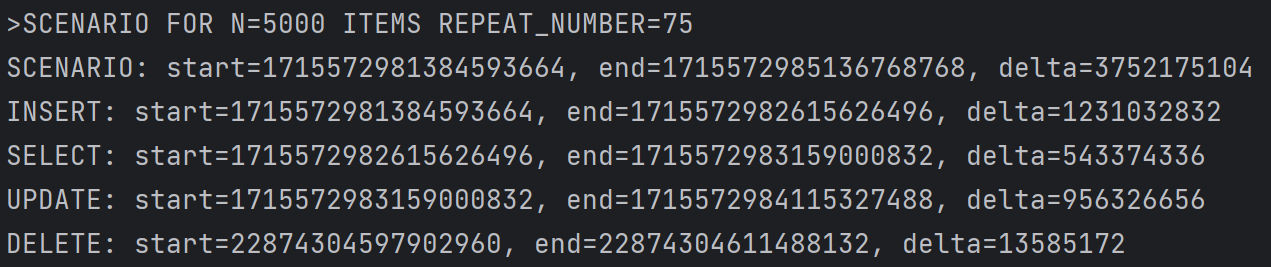 >SCENARIO FOR N=5000 ITEMS REPEAT_NUMBER=75
SCENARIO: start=1715572981384593664, end=1715572985136768768, delta=3752175104
INSERT: start=1715572981384593664, end=1715572982615626496, delta=1231032832
SELECT: start=1715572982615626496, end=1715572983159000832, delta=543374336
UPDATE: start=1715572983159000832, end=1715572984115327488, delta=956326656
DELETE: start=22874304597902960, end=22874304611488132, delta=13585172